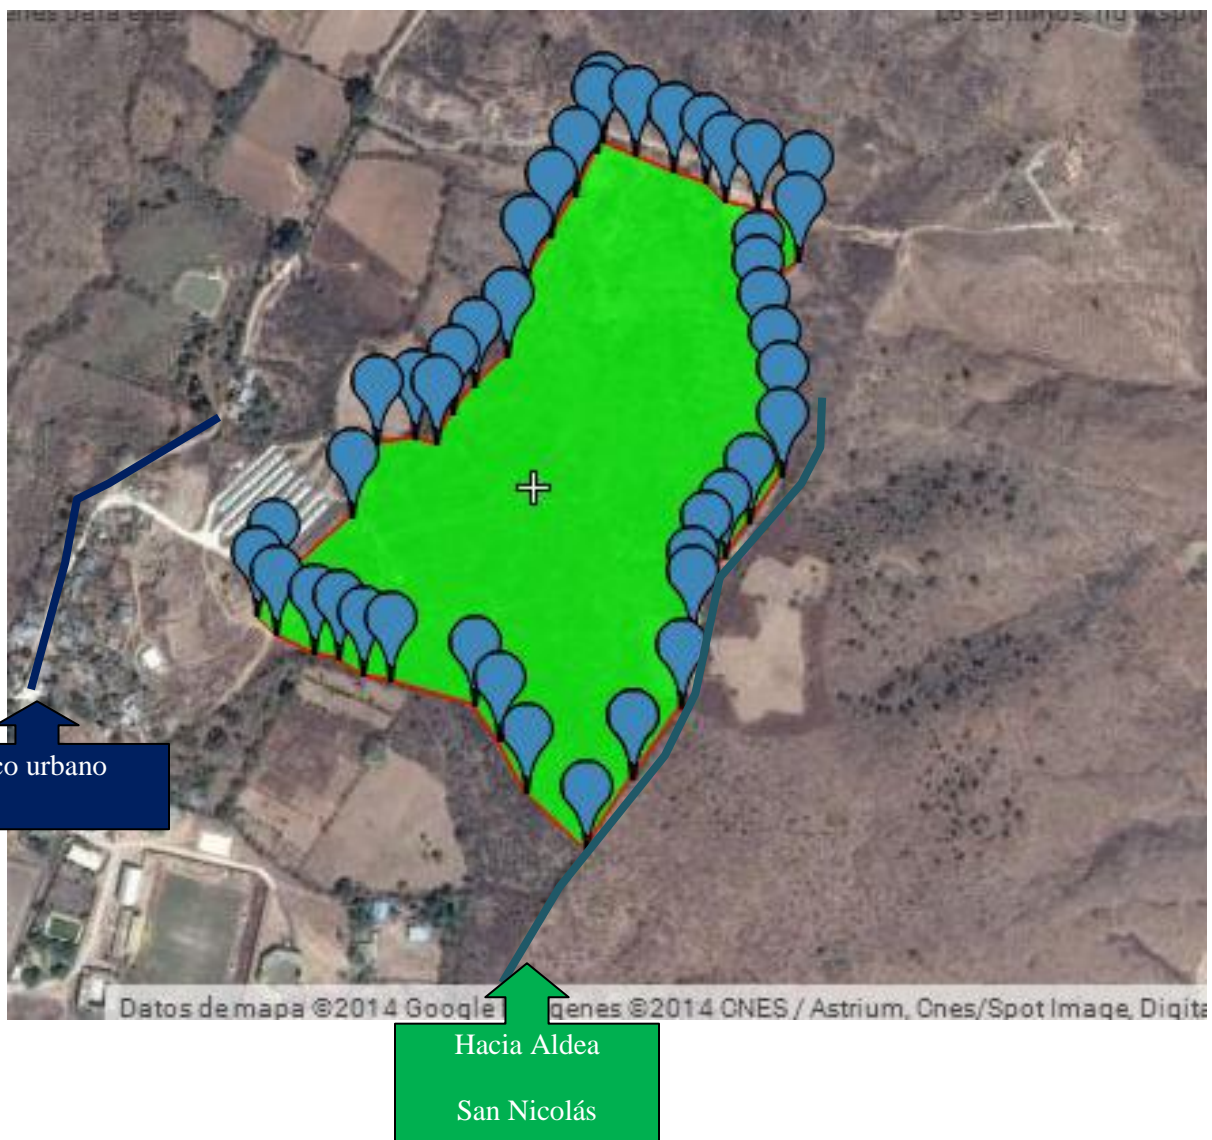 co urbano
Datos de mapa ©2014 Google genes ©2014 CNES / Astrium, Cnes/Spot Image, Digita
Hacia Aldea
San Nicolás